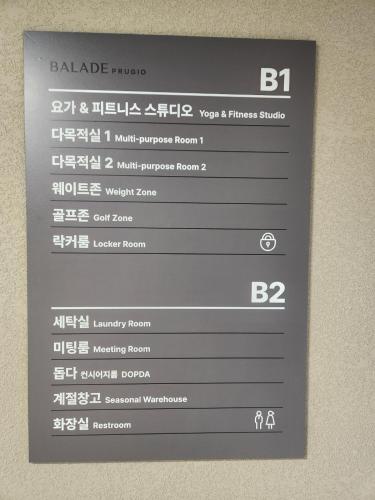 BALADE PRUGIO
B1
요가 & 피트니스 스튜디오 Yoga & Fitness Studio
다목적실 1 Multi-purpose Room 1
다목적실 2 Multi-purpose Room 2
웨이트존 Weight Zone
골프존 Golf Zone
락커룸 Locker Room
B2
세탁실 Laundry Room
미팅룸 Meeting Room
돕다 컨시어지룸 DOPDA
계절창고 Seasonal Warehouse
화장실 Restroom